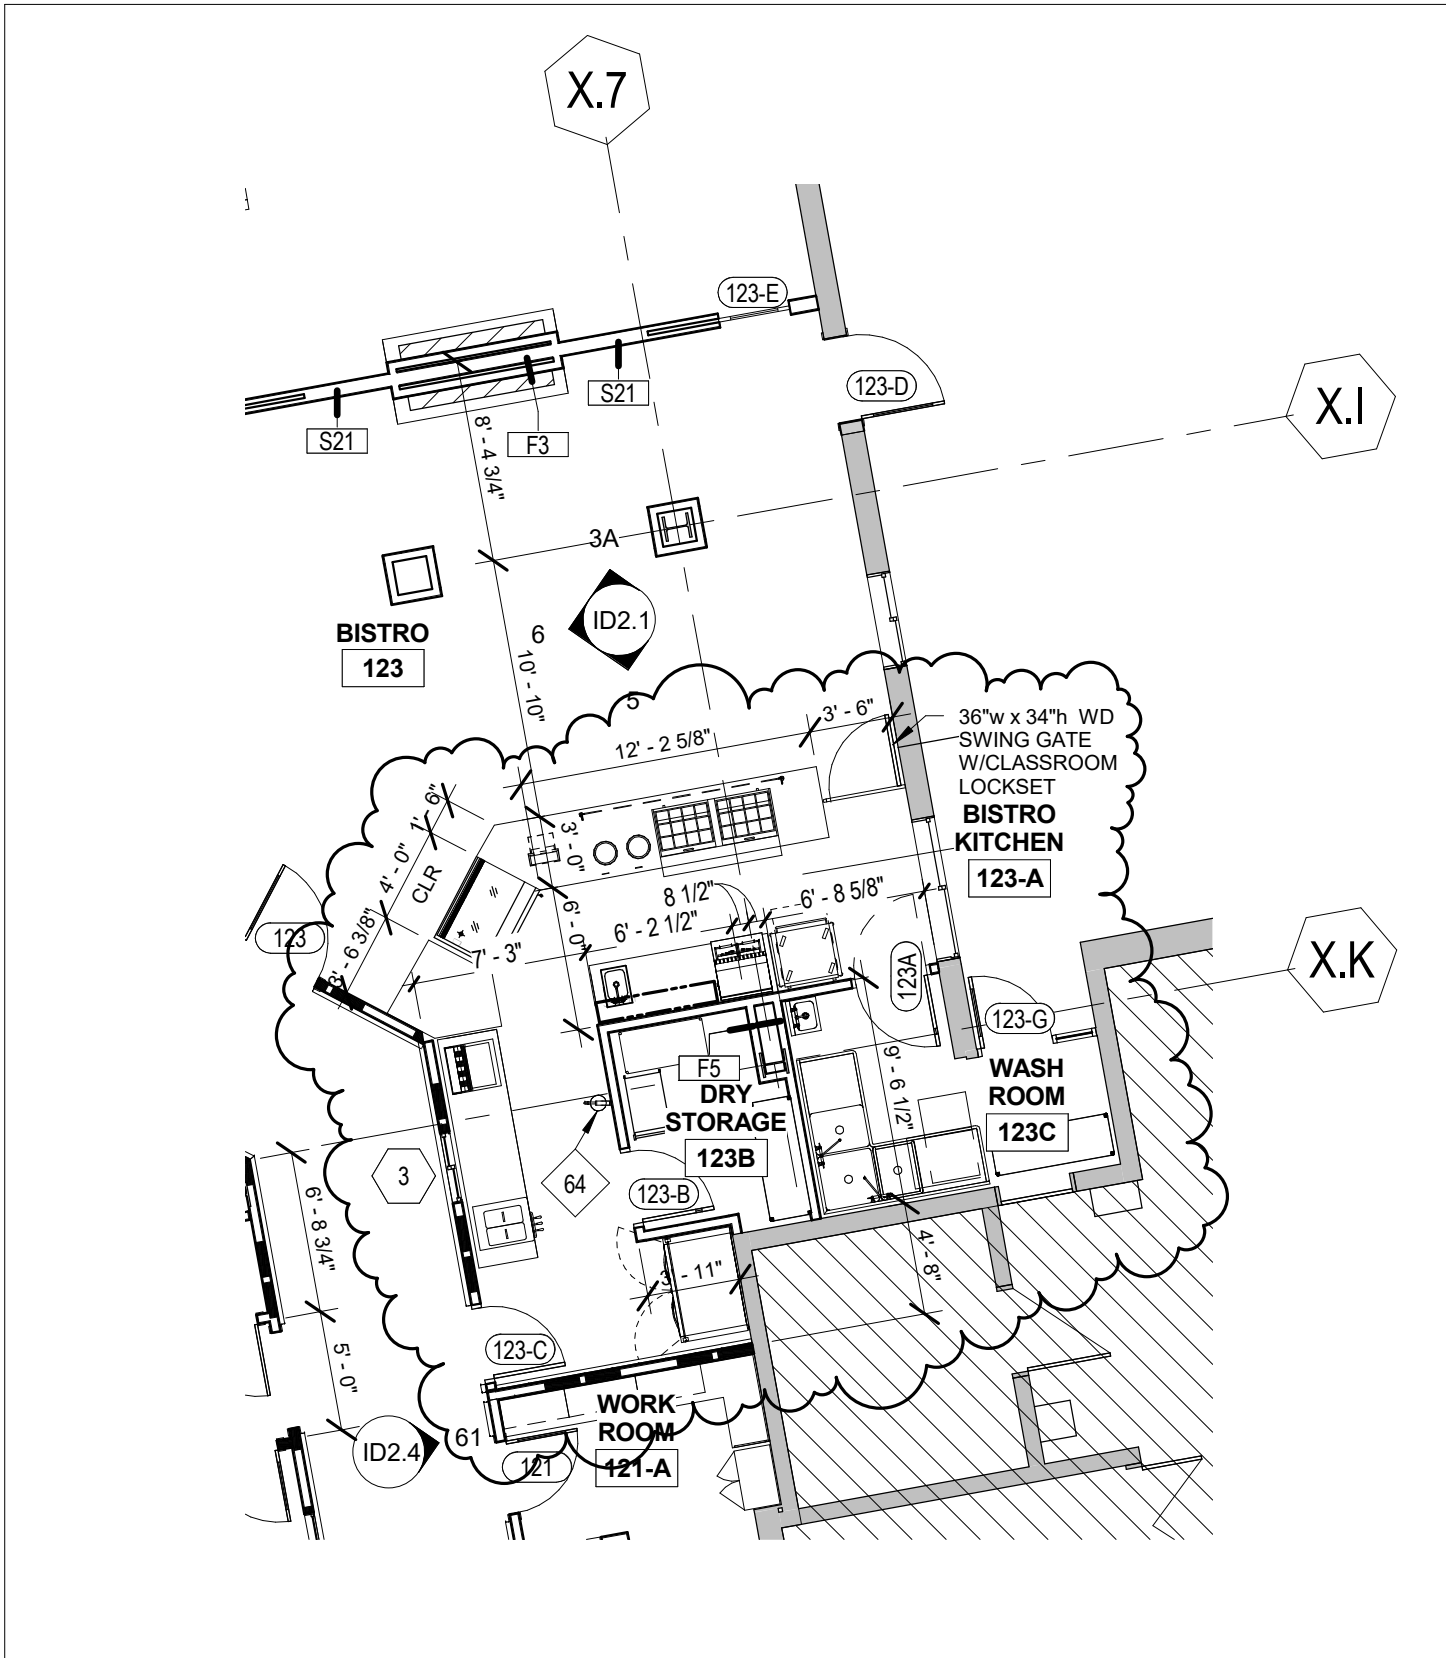 X.7
123-E
123-D
X.I
S21
S21
F3
8' - 4 3/4"
3A
ID2.1
6
BISTRO
123
10' - 10"
5
3' - 6"
12' - 2 5/8"
36"w x 34"h WD
SWING GATE
W/CLASSROOM
LOCKSET
BISTRO
KITCHEN
123-A
1' - 6"
4' - 0"
CLR
3' - 0"
8 1/2"
6' - 8 5/8"
6' - 2 1/2"
6' - 0"
7' - 3"
3' - 6 3/8"
123
123A
X.K
123-G
F5
DRY
STORAGE
123B
9' - 6 1/2"
WASH
ROOM
123C
3
64
123-B
6' - 8 3/4"
4' - 8"
3' - 11"
5' - 0"
123-C
WORK
ROOM
121-A
61
ID2.4
121